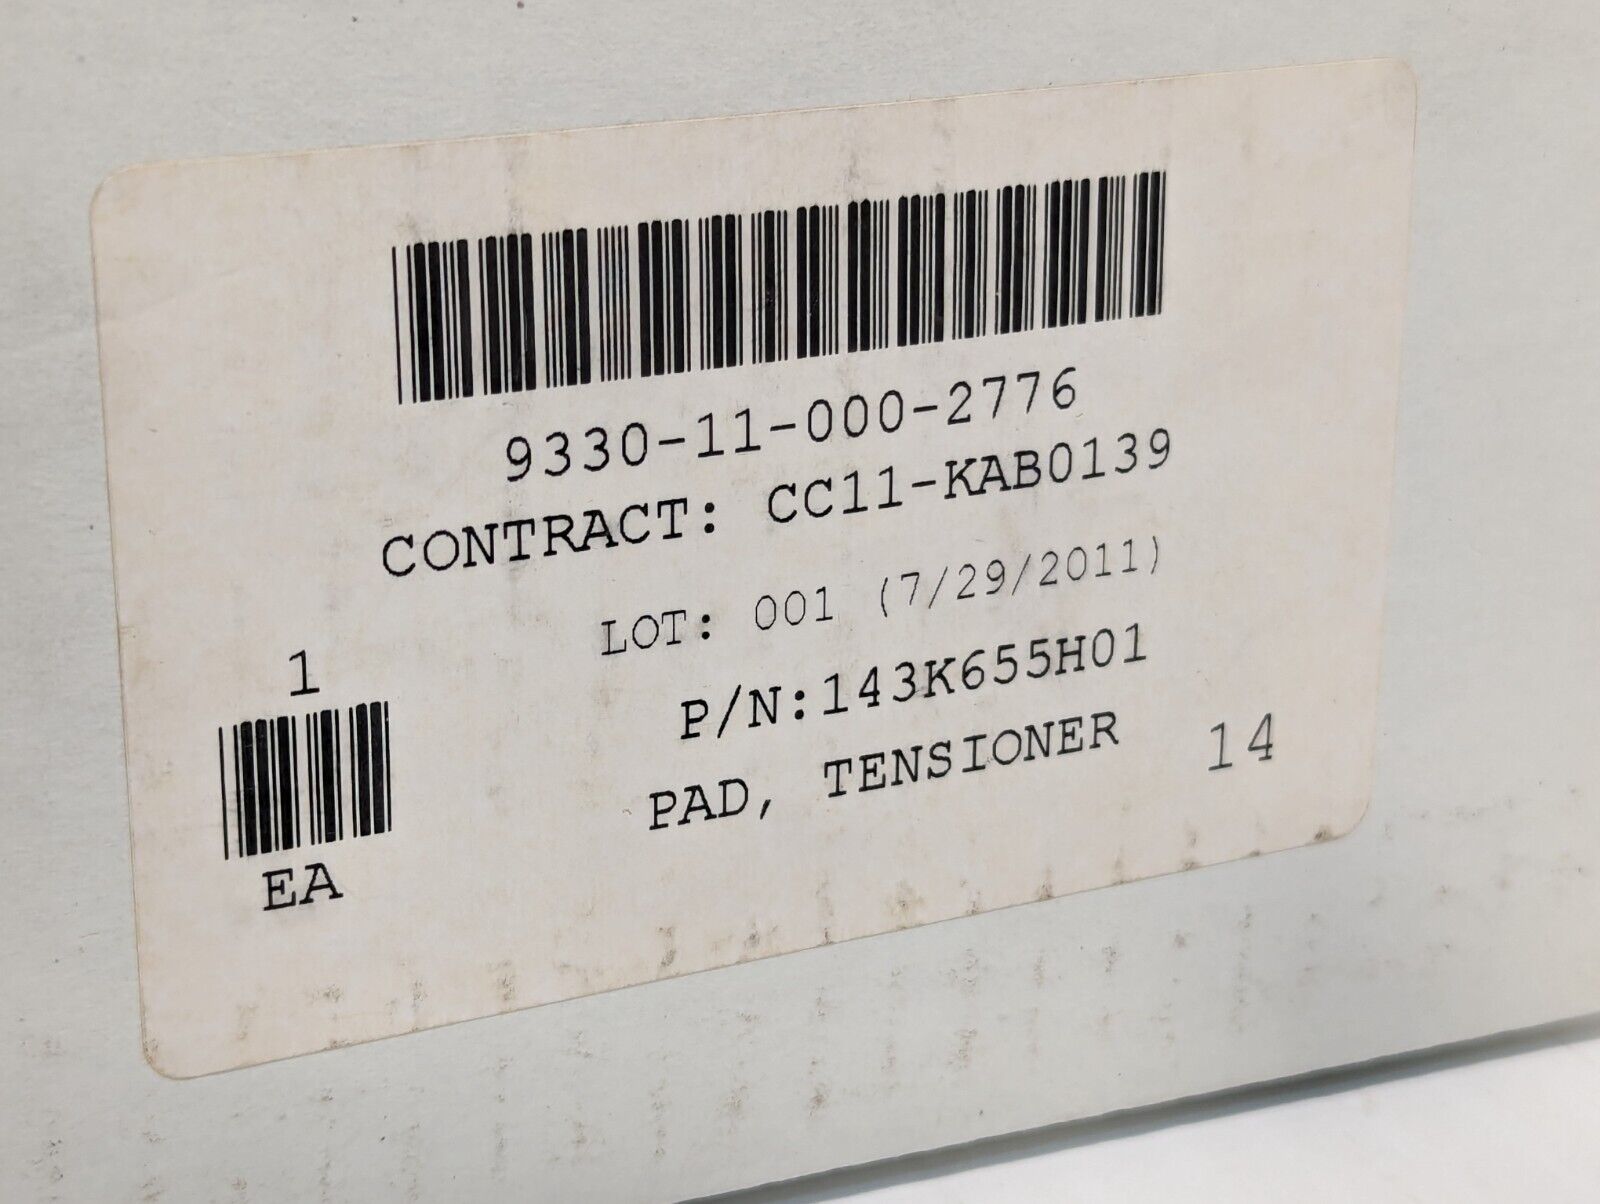 9330-11-000-2776
CONTRACT: CC11-KAB0139
LOT: 001 (7/29/2011)
1
P/N:143K655H01
PAD, TENSIONER 14
EA